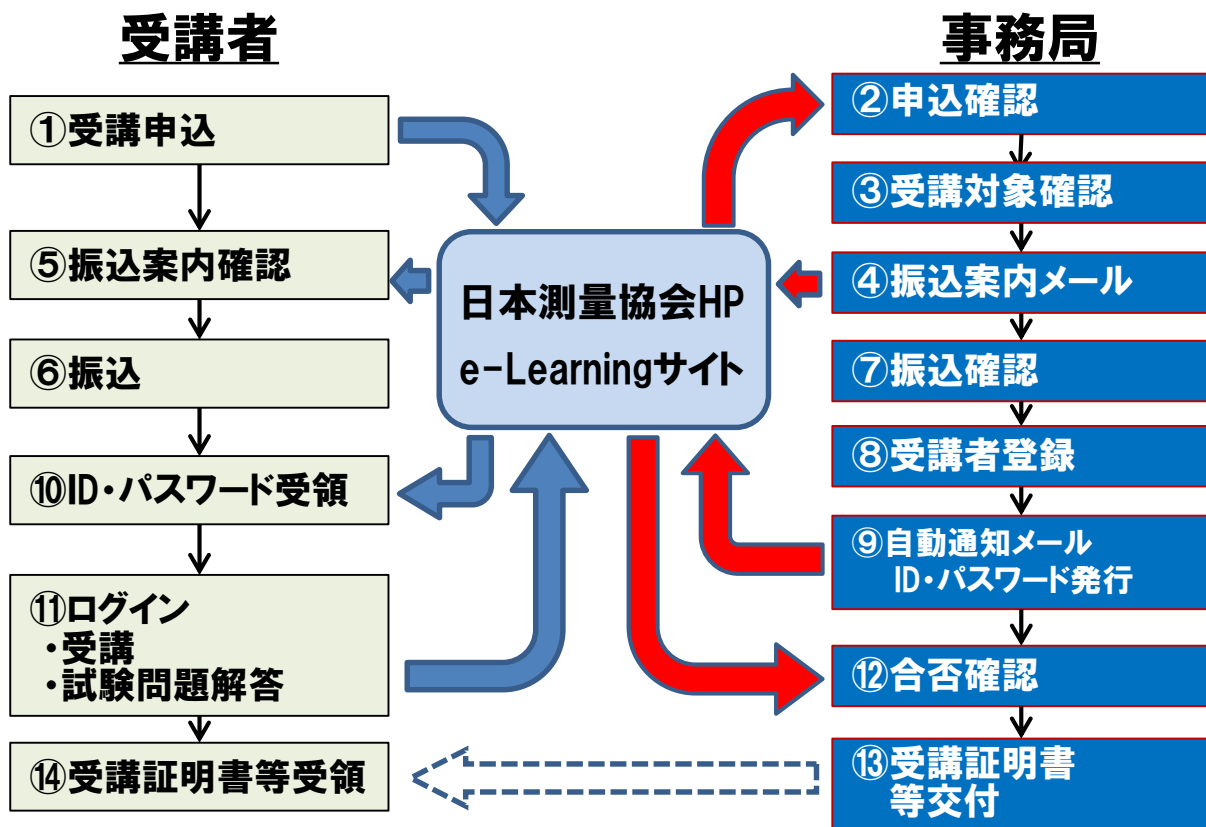 受講者
事務局
①受講申込
⑤振込案内確認
⑥振込
⑩ID・パスワード受領
⑪ログイン
・受講
・試験問題解答
⑭受講証明書等受領
日本測量協会HP
e-Learningサイト
②申込確認
③受講対象確認
④振込案内メール
⑦振込確認
⑧受講者登録
⑨自動通知メール
ID・パスワード発行
⑫合否確認
⑬受講証明書
等交付